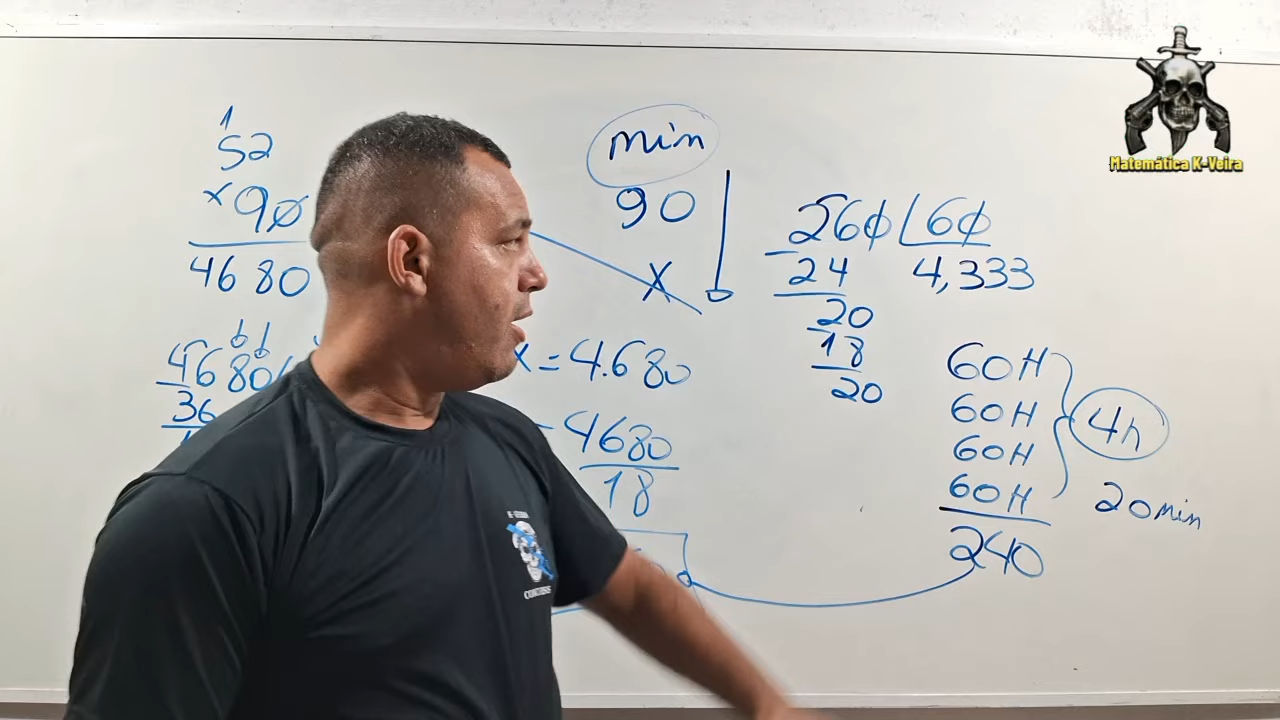 Matemática K-Veira
1
52
x 90
4680
4680
36
min
90
x
x = 4.680
4680
18
260 60
24 4,333
20
18
20
60H
60H
60H
60H
240
4h
20min